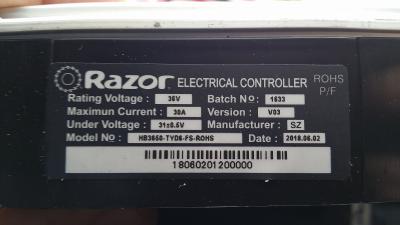 Razor ELECTRICAL CONTROLLER ROHS P/F
Rating Voltage : 36V Batch Nº : 1633
Maximun Current : 30A Version : V03
Under Voltage : 31±0.5V Manufacturer : SZ
Model Nº : HB3650-TYD6-FS-ROHS Date : 2018.06.02
18060201200000